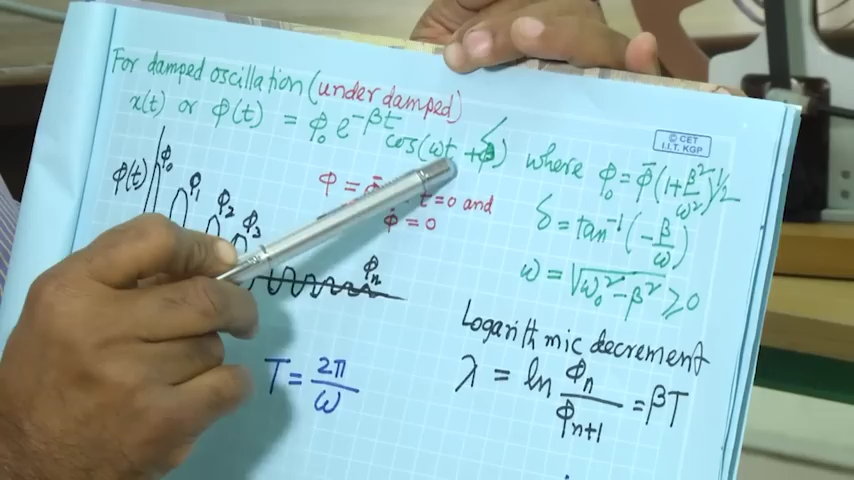 For damped oscillation (under damped)
x(t) or ϕ(t) = ϕ₀ e^{-βt} cos(ωt + δ) where ϕ₀ = ϕ̄ (1+β²/ω²)^{1/2}
© CET
I.I.T. KGP
ϕ(t)
ϕ₀
ϕ₁
ϕ₂
ϕ₃
ϕₙ
ϕ = ϕ̄ t=0 and
ϕ̇ = 0
δ = tan⁻¹(-β/ω)
ω = √(ω₀² - β²) ≥ 0
T = 2π/ω
Logarithmic decrement
λ = ln ϕₙ/ϕₙ₊₁ = βT